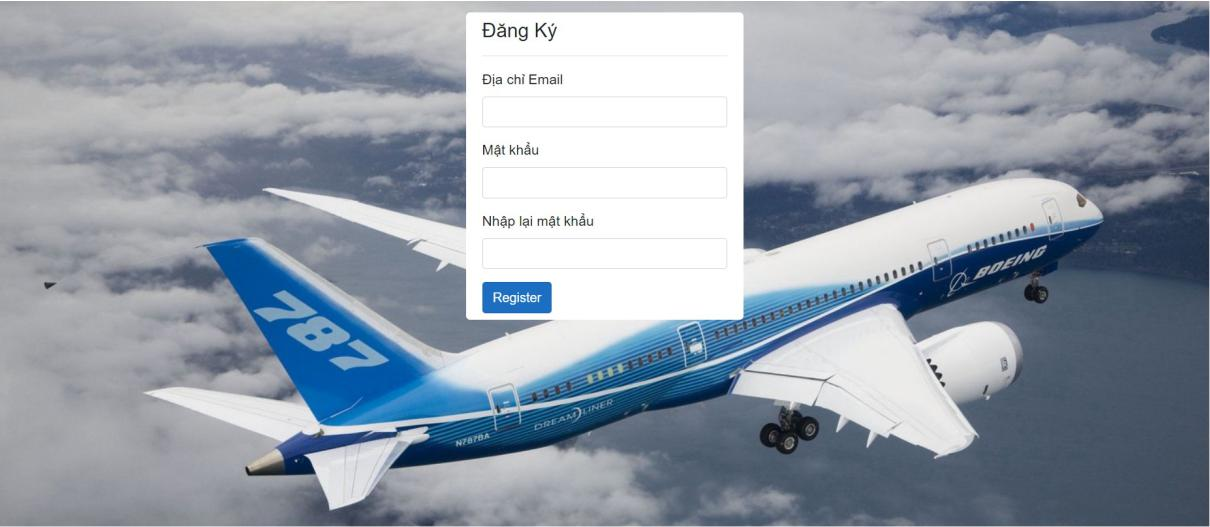 Đăng Ký
Địa chỉ Email
Mật khẩu
Nhập lại mật khẩu
Register
BOEING
787
DREAMLINER
N787BA